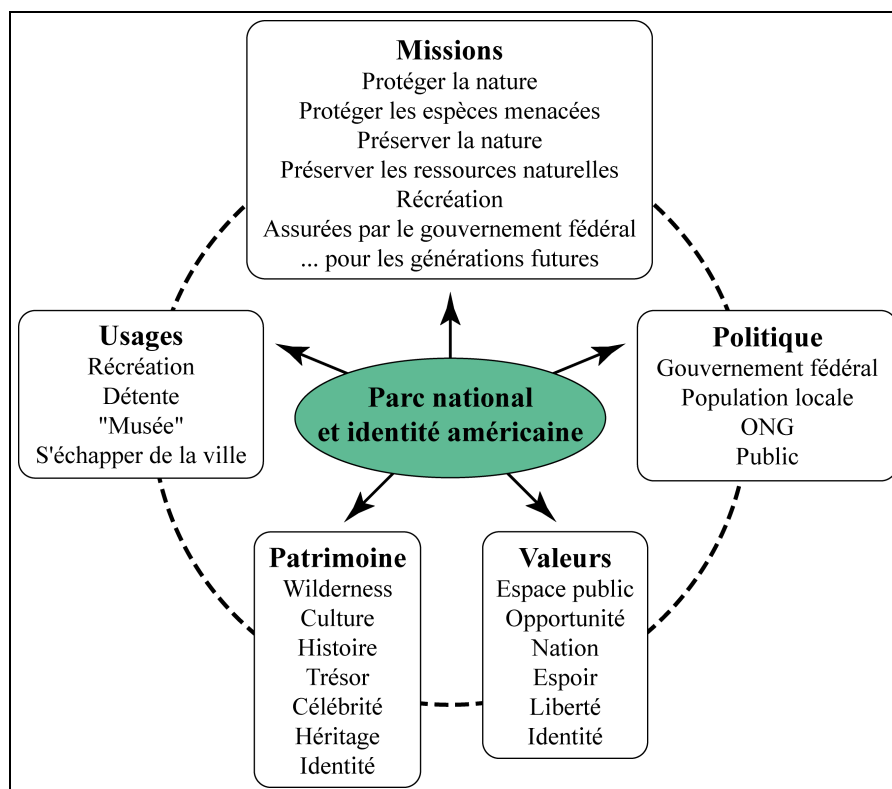 Missions
Protéger la nature
Protéger les espèces menacées
Préserver la nature
Préserver les ressources naturelles
Récréation
Assurées par le gouvernement fédéral
... pour les générations futures
Usages
Récréation
Détente
"Musée"
S'échapper de la ville
Parc national
et identité américaine
Politique
Gouvernement fédéral
Population locale
ONG
Public
Patrimoine
Wilderness
Culture
Histoire
Trésor
Célébrité
Héritage
Identité
Valeurs
Espace public
Opportunité
Nation
Espoir
Liberté
Identité